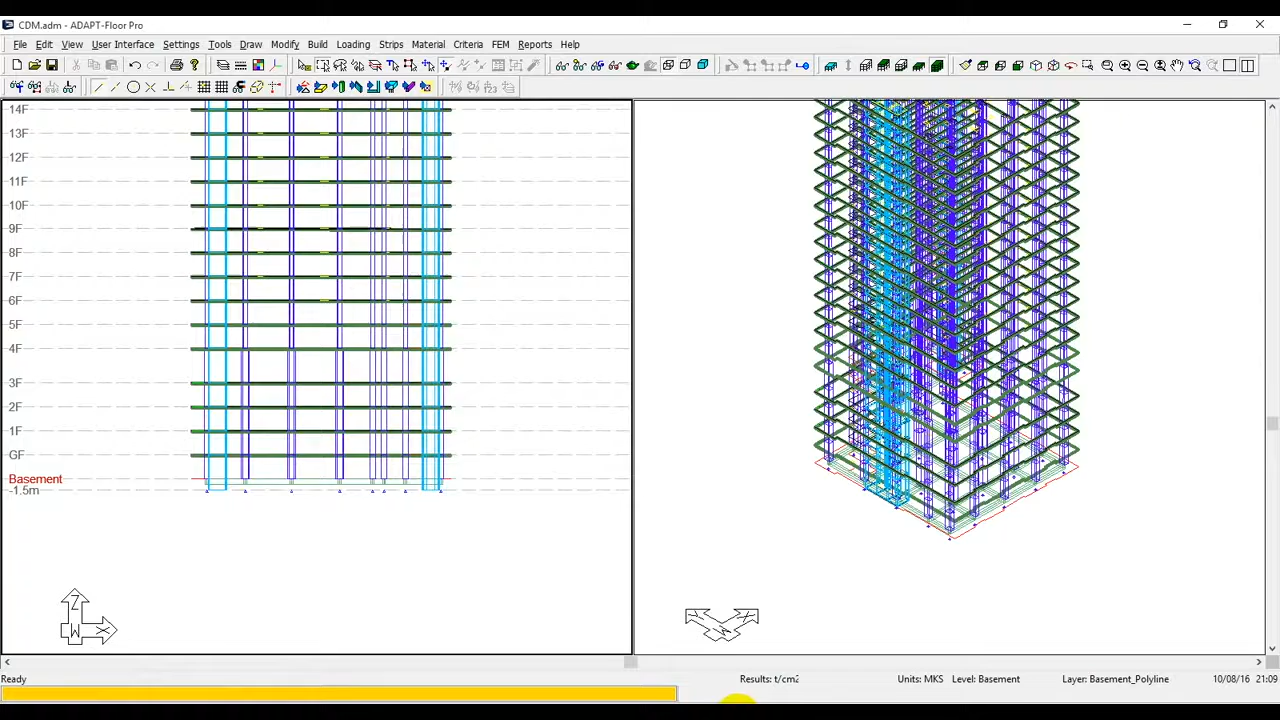 CDM.adm - ADAPT-Floor Pro
File Edit View User Interface Settings Tools Draw Modify Build Loading Strips Material Criteria FEM Reports Help
14F
13F
12F
11F
10F
9F
8F
7F
6F
5F
4F
3F
2F
1F
GF
Basement
-1.5m
Z
W X
Ready
Results: t/cm2
Units: MKS
Level: Basement
Layer: Basement_Polyline
10/08/16
21:09